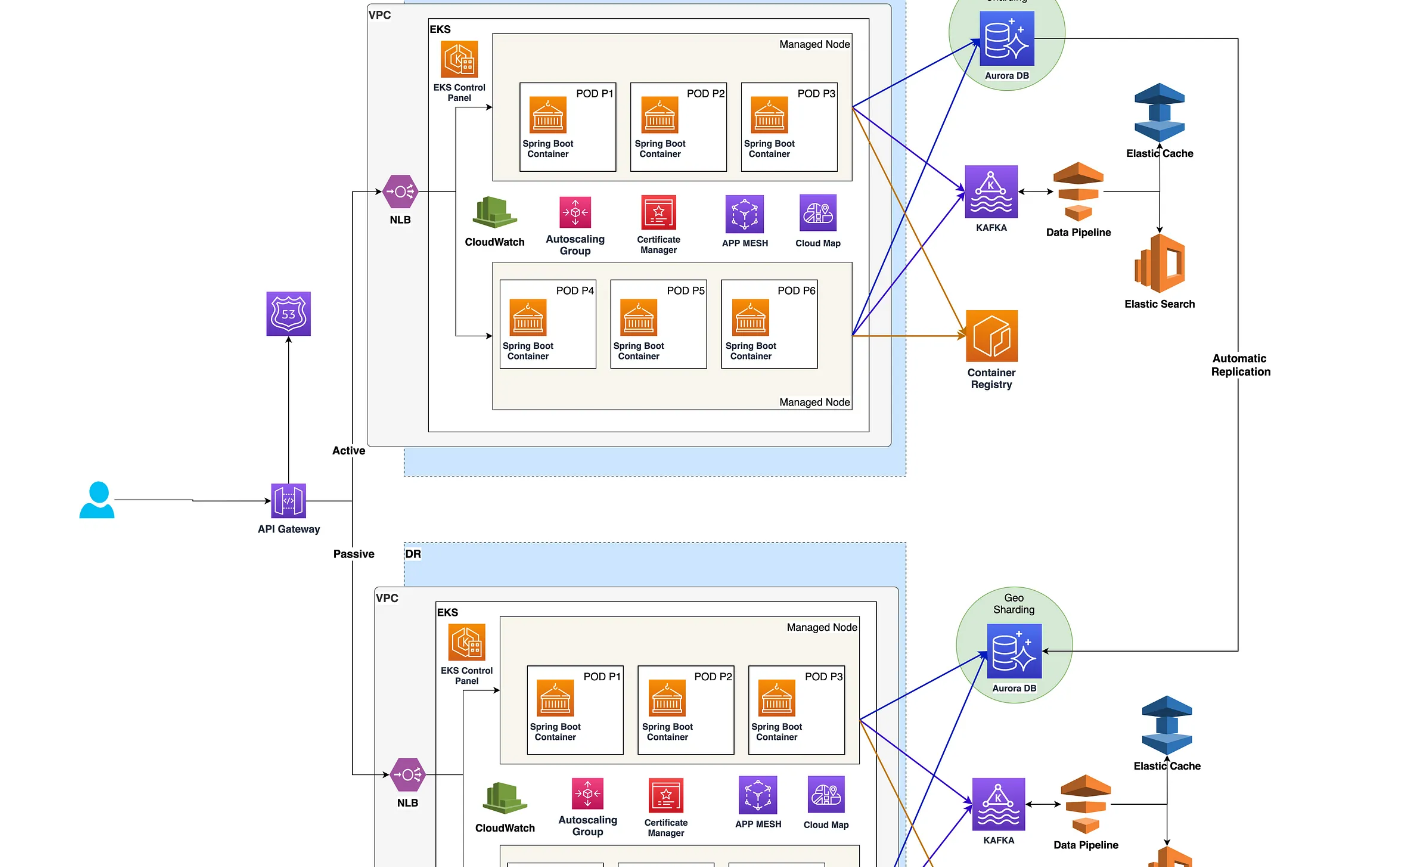 Sharding
Aurora DB
VPC
EKS
EKS Control
Panel
Managed Node
POD P1
Spring Boot
Container
POD P2
Spring Boot
Container
POD P3
Spring Boot
Container
Elastic Cache
NLB
CloudWatch
Autoscaling
Group
Certificate
Manager
APP MESH
Cloud Map
KAFKA
Data Pipeline
Elastic Search
POD P4
Spring Boot
Container
POD P5
Spring Boot
Container
POD P6
Spring Boot
Container
Managed Node
53
Container
Registry
Automatic
Replication
Active
API Gateway
Passive
DR
VPC
EKS
EKS Control
Panel
Managed Node
POD P1
Spring Boot
Container
POD P2
Spring Boot
Container
POD P3
Spring Boot
Container
Geo
Sharding
Aurora DB
Elastic Cache
NLB
CloudWatch
Autoscaling
Group
Certificate
Manager
APP MESH
Cloud Map
KAFKA
Data Pipeline